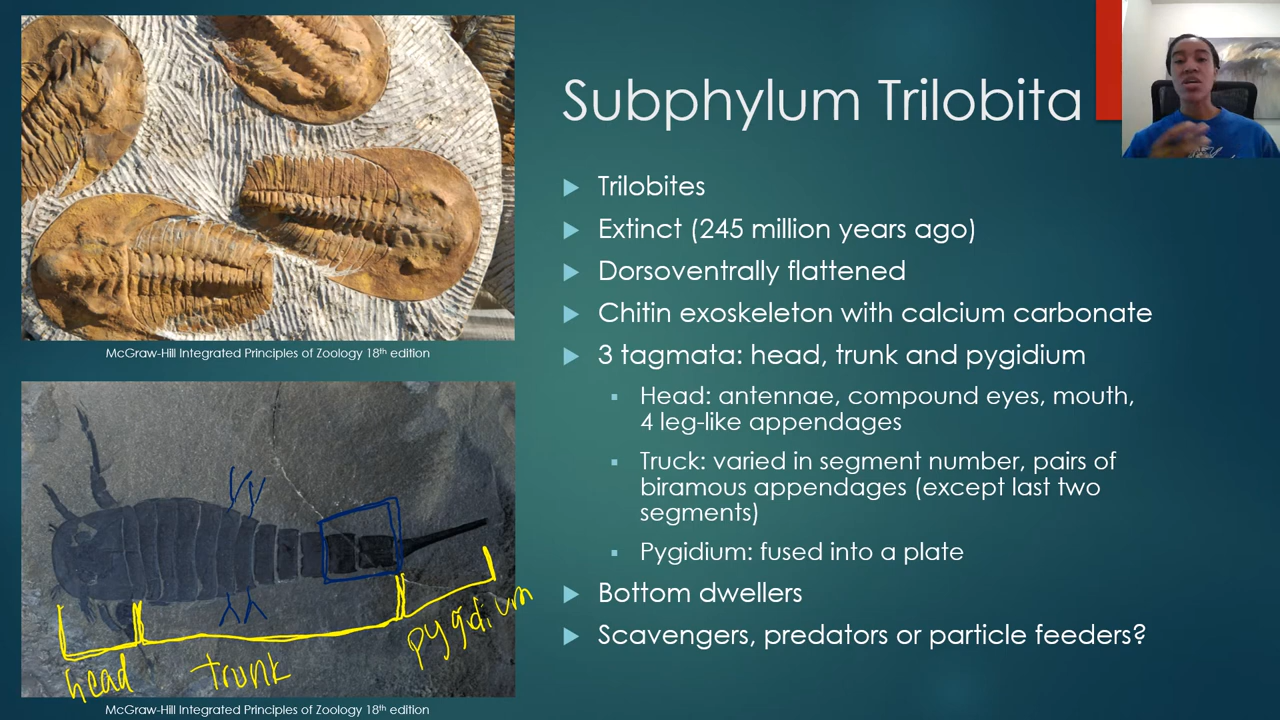 Subphylum Trilobita
Trilobites
Extinct (245 million years ago)
Dorsoventrally flattened
Chitin exoskeleton with calcium carbonate
3 tagmata: head, trunk and pygidium
Head: antennae, compound eyes, mouth,
4 leg-like appendages
Truck: varied in segment number, pairs of
biramous appendages (except last two
segments)
Pygidium: fused into a plate
Bottom dwellers
Scavengers, predators or particle feeders?
McGraw-Hill Integrated Principles of Zoology 18th edition
head
trunk
pygdium
McGraw-Hill Integrated Principles of Zoology 18th edition